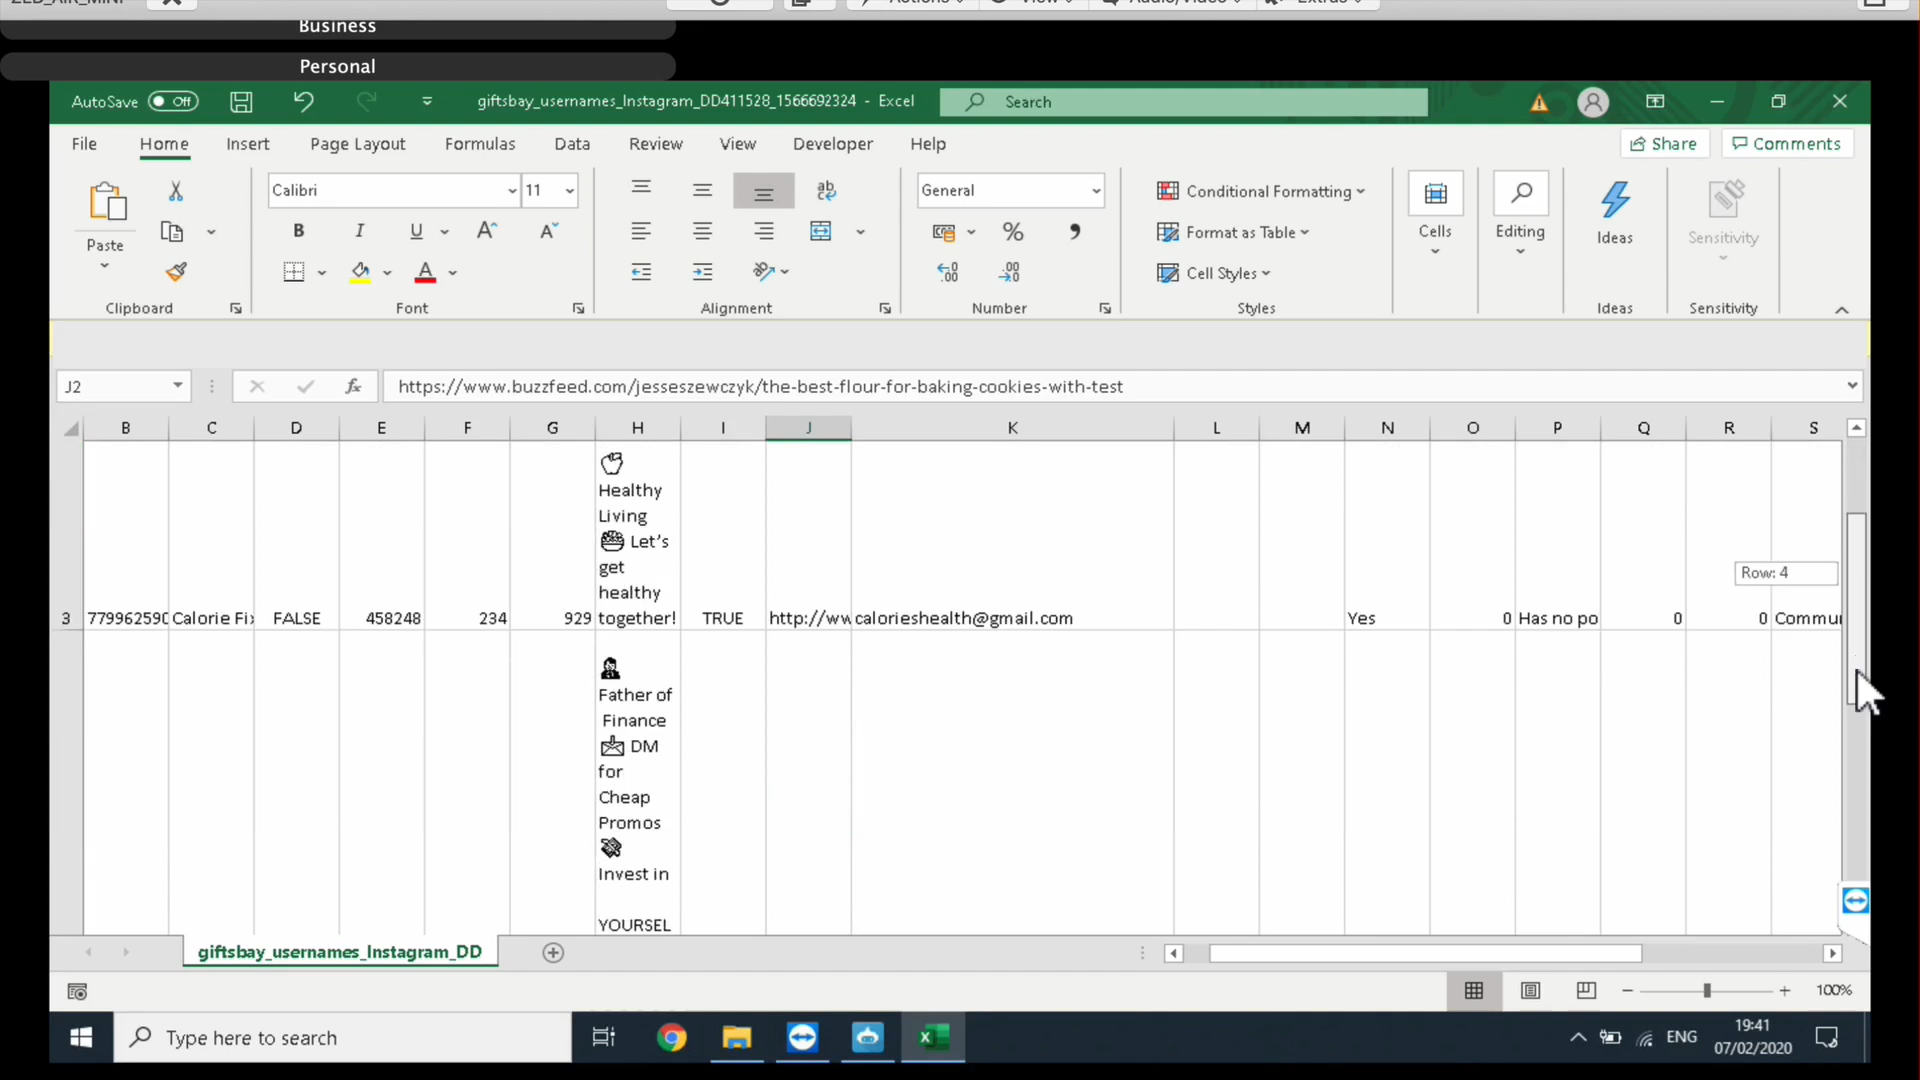 Business
Personal
AutoSave Off giftsbay_usernames_Instagram_DD411528_1566692324 - Excel Search
File Home Insert Page Layout Formulas Data Review View Developer Help Share Comments
Calibri 11 General
Paste
Conditional Formatting
Format as Table
Cell Styles
Cells Editing Ideas Sensitivity
Clipboard Font Alignment Number Styles Ideas Sensitivity
J2 https://www.buzzfeed.com/jesseszewczyk/the-best-flour-for-baking-cookies-with-test
B C D E F G H I J K L M N O P Q R S
Healthy
Living
Let's
get
healthy
together!
Row: 4
3 77996259 Calorie Fi FALSE 458248 234 929 TRUE http://ww calorieshealth@gmail.com Yes 0 Has no po 0 0 Commu
Father of
Finance
DM
for
Cheap
Promos
Invest in
YOURSEL
giftsbay_usernames_Instagram_DD
100%
Type here to search
ENG
19:41
07/02/2020